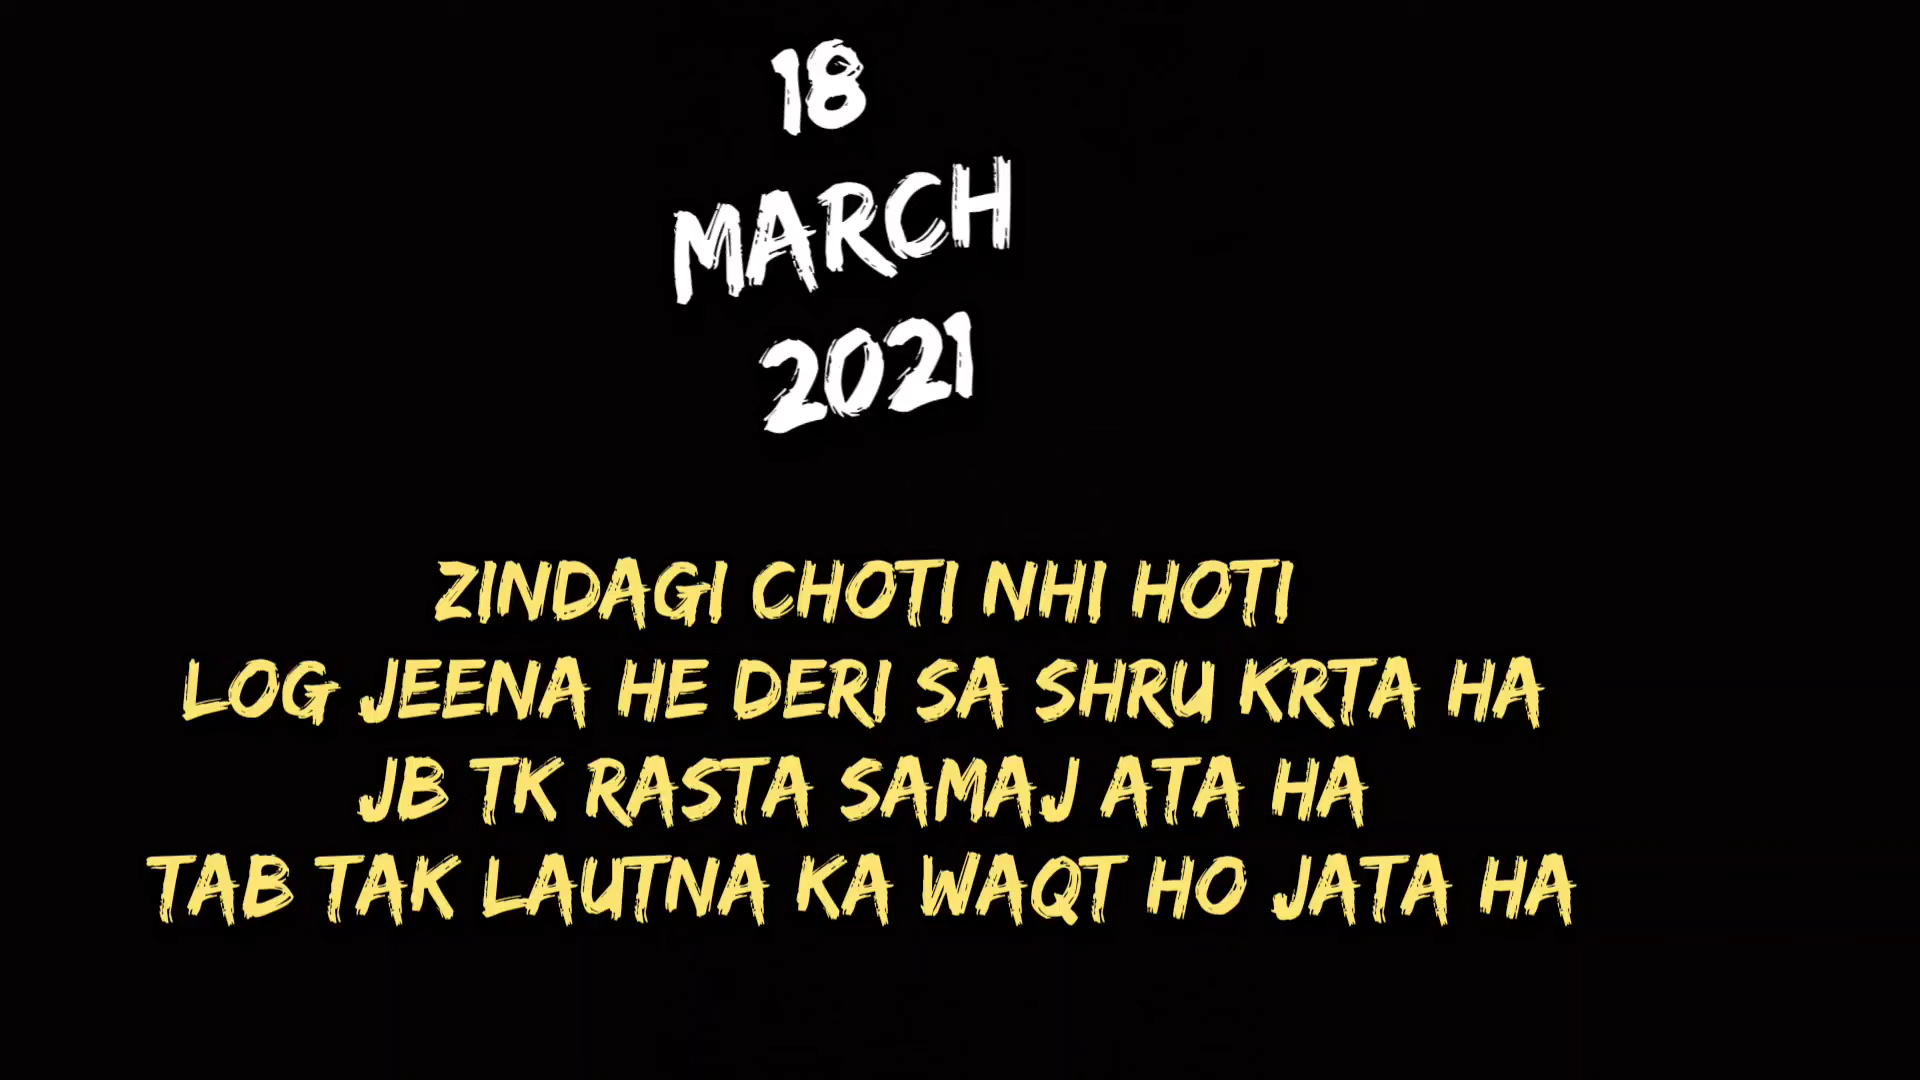 18
MARCH
2021
ZINDAGI CHOTI NHI HOTI
LOG JEENA HE DERI SA SHRU KRTA HA
JB TK RASTA SAMAJ ATA HA
TAB TAK LAUTNA KA WAQT HO JATA HA